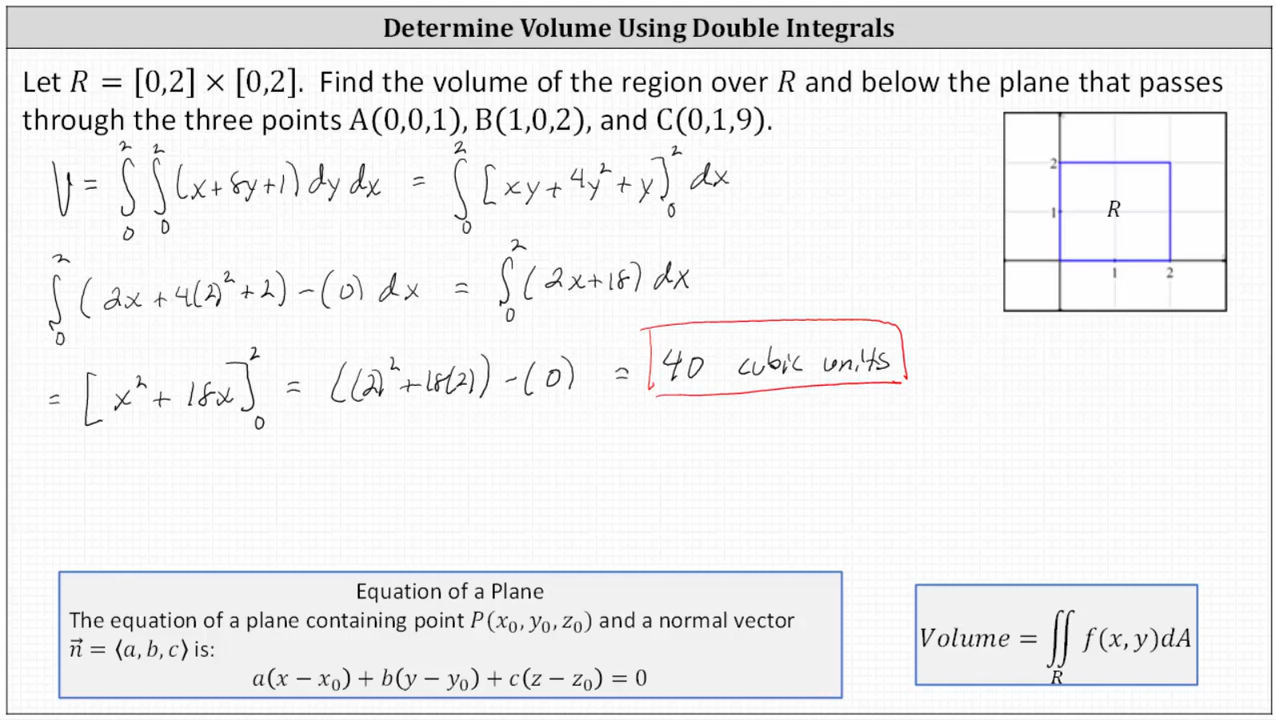 Determine Volume Using Double Integrals
Let R = [0,2] × [0,2]. Find the volume of the region over R and below the plane that passes
through the three points A(0,0,1), B(1,0,2), and C(0,1,9).
V = ∫₀² ∫₀² (x+8y+1) dy dx = ∫₀² [xy + 4y² + y]₀² dx
∫₀² (2x + 4(2)² + 2) − (0) dx = ∫₀² (2x+18) dx
= [x² + 18x]₀² = ((2)² + 18(2)) − (0) = 40 cubic units
2
1
R
1 2
Equation of a Plane
The equation of a plane containing point P(x₀, y₀, z₀) and a normal vector
n⃗ = ⟨a, b, c⟩ is:
a(x − x₀) + b(y − y₀) + c(z − z₀) = 0
Volume = ∬_R f(x, y)dA